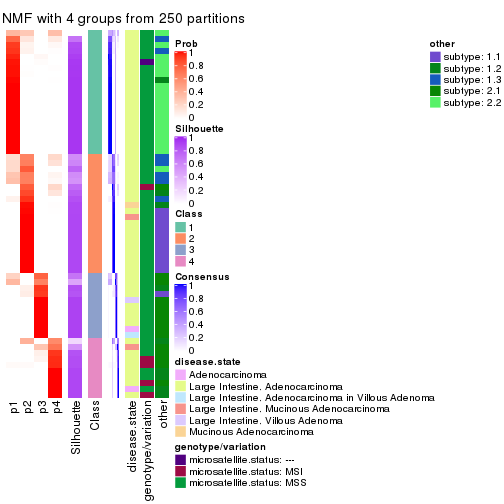 NMF with 4 groups from 250 partitions
Prob
1
0.8
0.6
0.4
0.2
0
Silhouette
1
0.8
0.6
0.4
0.2
0
Class
1
2
3
4
Consensus
1
0.8
0.6
0.4
0.2
0
disease.state
Adenocarcinoma
Large Intestine. Adenocarcinoma
Large Intestine. Adenocarcinoma in Villous Adenoma
Large Intestine. Mucinous Adenocarcinoma
Large Intestine. Villous Adenoma
Mucinous Adenocarcinoma
genotype/variation
microsatellite.status: ---
microsatellite.status: MSI
microsatellite.status: MSS
other
subtype: 1.1
subtype: 1.2
subtype: 1.3
subtype: 2.1
subtype: 2.2
p1
p2
p3
p4
Silhouette
Class
disease.state
genotype/variation
other